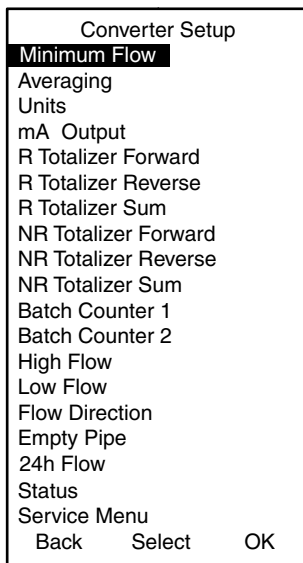 Converter Setup
Minimum Flow
Averaging
Units
mA Output
R Totalizer Forward
R Totalizer Reverse
R Totalizer Sum
NR Totalizer Forward
NR Totalizer Reverse
NR Totalizer Sum
Batch Counter 1
Batch Counter 2
High Flow
Low Flow
Flow Direction
Empty Pipe
24h Flow
Status
Service Menu
Back Select OK